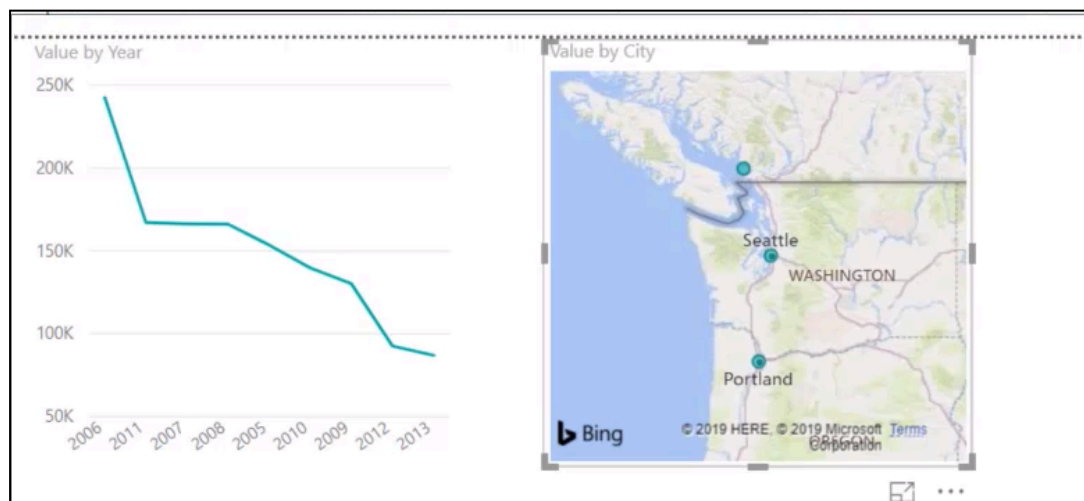 Value by Year
250K
200K
150K
100K
50K
2006 2011 2007 2008 2005 2010 2009 2012 2013
Value by City
Seattle
WASHINGTON
Portland
Bing
© 2019 HERE, © 2019 Microsoft Corporation Terms
OREGON